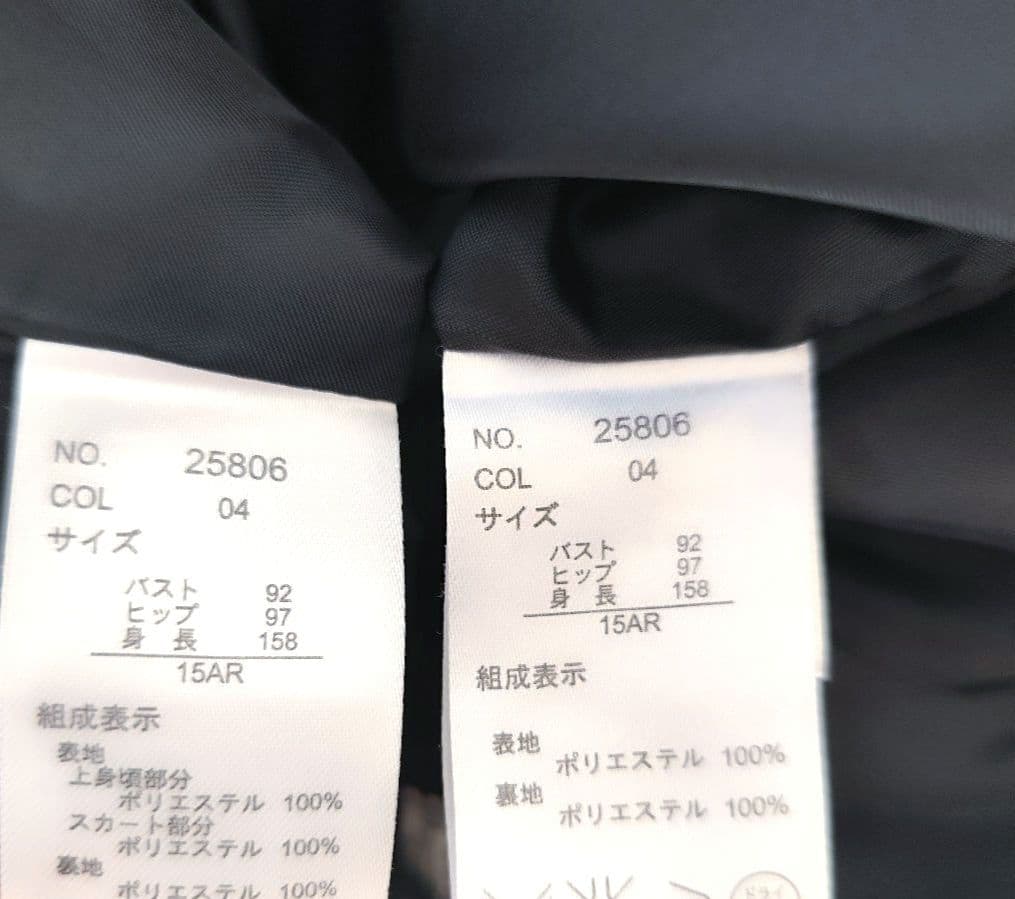 NO. 25806
COL 04
サイズ
バスト 92
ヒップ 97
身長 158
15AR
組成表示
表地
上身頃部分
ポリエステル 100%
スカート部分
ポリエステル 100%
裏地
ポリエステル 100%
NO. 25806
COL 04
サイズ
バスト 92
ヒップ 97
身長 158
15AR
組成表示
表地
ポリエステル 100%
裏地
ポリエステル 100%
ドライ